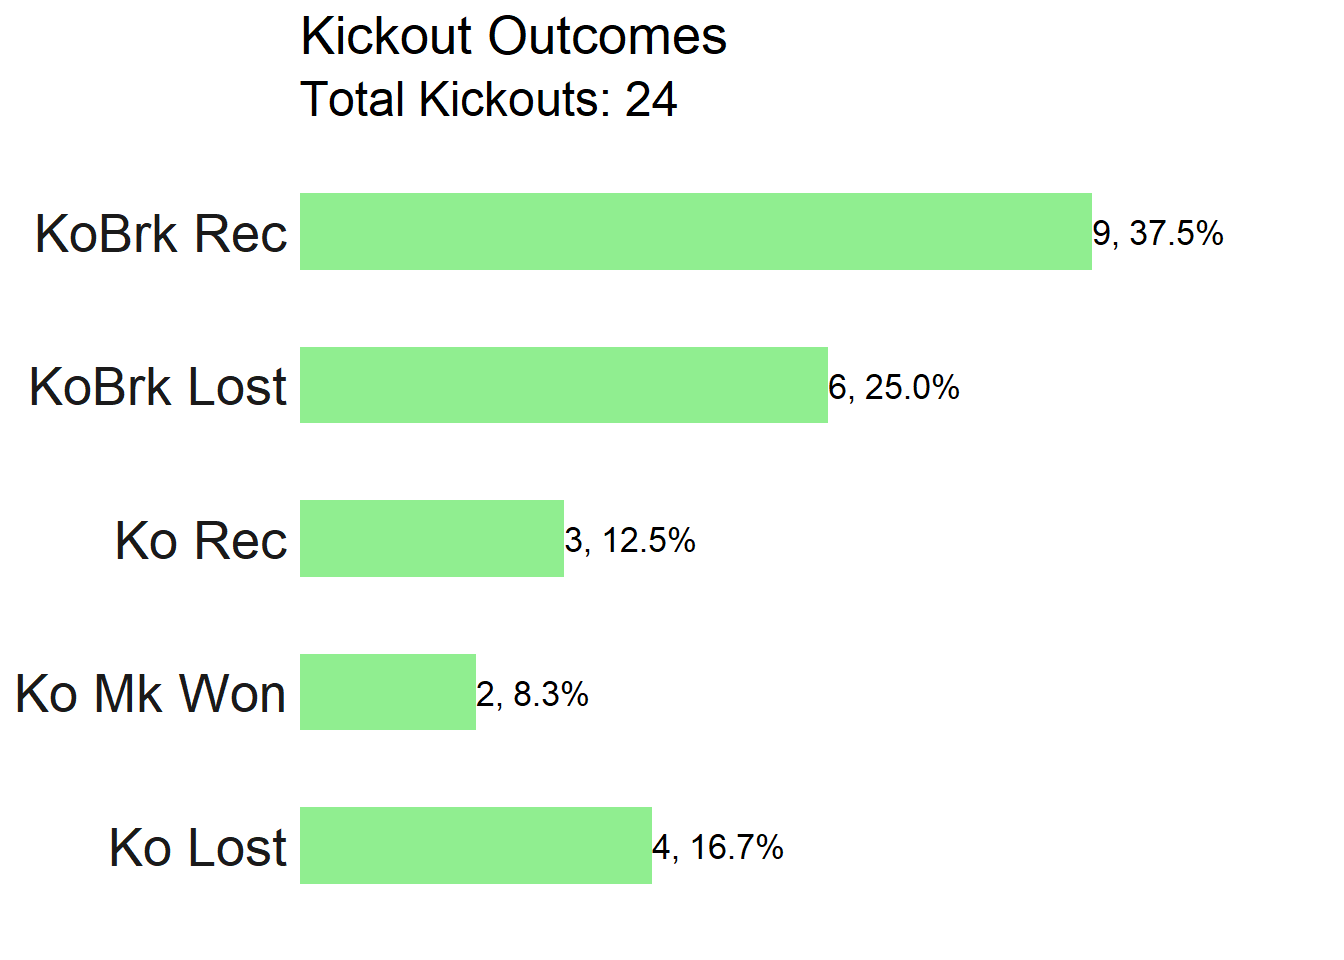 Kickout Outcomes
Total Kickouts: 24
KoBrk Rec 9, 37.5%
KoBrk Lost 6, 25.0%
Ko Rec 3, 12.5%
Ko Mk Won 2, 8.3%
Ko Lost 4, 16.7%